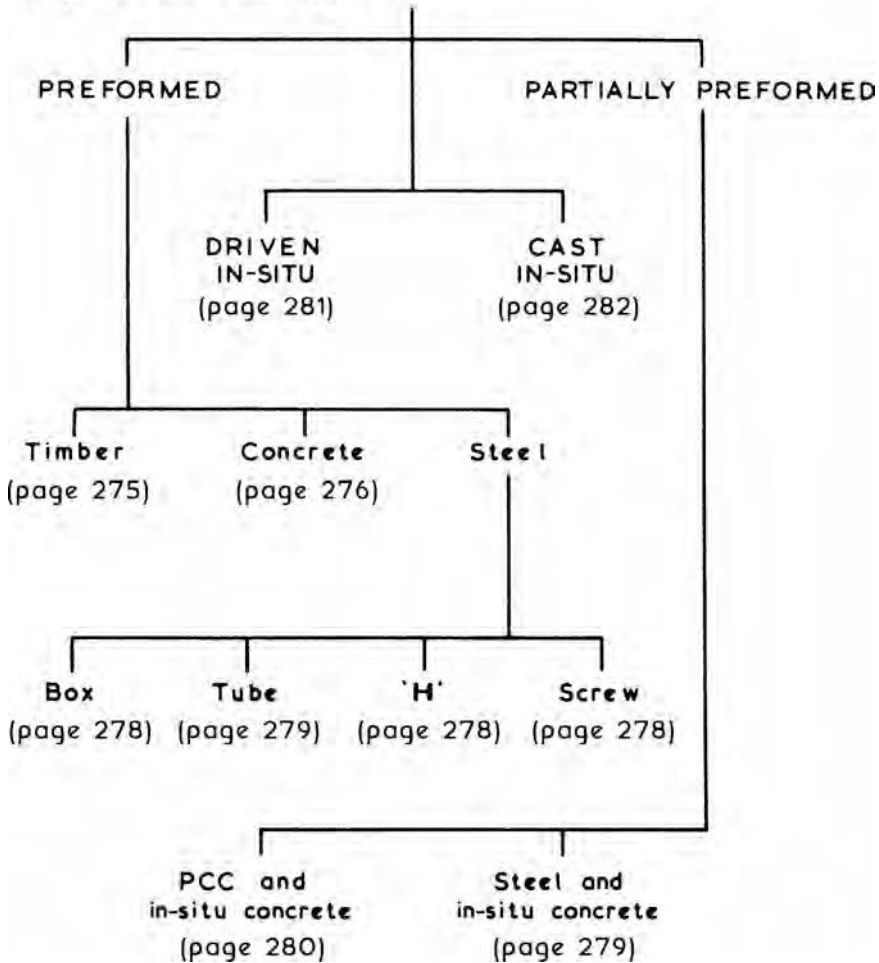 PREFORMED
PARTIALLY PREFORMED
DRIVEN
IN-SITU
(page 281)
CAST
IN-SITU
(page 282)
Timber
(page 275)
Concrete
(page 276)
Steel
Box
(page 278)
Tube
(page 279)
'H'
(page 278)
Screw
(page 278)
PCC and
in-situ concrete
(page 280)
Steel and
in-situ concrete
(page 279)